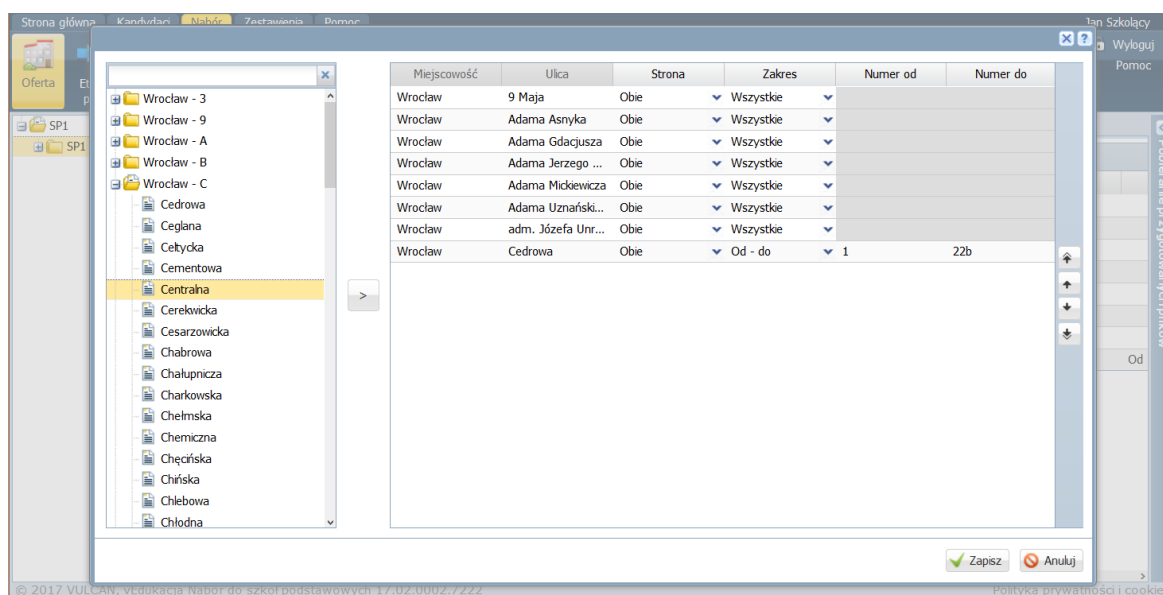 Strona główna Kandydaci Nabór Zestawienia Pomoc Jan Szkolący
Wyloguj
Oferta Pomoc
SP1
SP1
Od
Wrocław - 3
Wrocław - 9
Wrocław - A
Wrocław - B
Wrocław - C
Cedrowa
Ceglana
Celtycka
Cementowa
Centralna
Cerekwicka
Cesarzowicka
Chabrowa
Chałupnicza
Charkowska
Chełmska
Chemiczna
Chęcińska
Chińska
Chlebowa
Chłodna
>
Miejscowość Ulica Strona Zakres Numer od Numer do
Wrocław 9 Maja Obie Wszystkie
Wrocław Adama Asnyka Obie Wszystkie
Wrocław Adama Gdacjusza Obie Wszystkie
Wrocław Adama Jerzego ... Obie Wszystkie
Wrocław Adama Mickiewicza Obie Wszystkie
Wrocław Adama Uznański... Obie Wszystkie
Wrocław adm. Józefa Unr... Obie Wszystkie
Wrocław Cedrowa Obie Od - do 1 22b
Zapisz Anuluj
Pobieranie przygotowanych plików
© 2017 VULCAN, vEdukacja Nabór do szkół podstawowych 17.02.0002.7222 Polityka prywatności i cookie